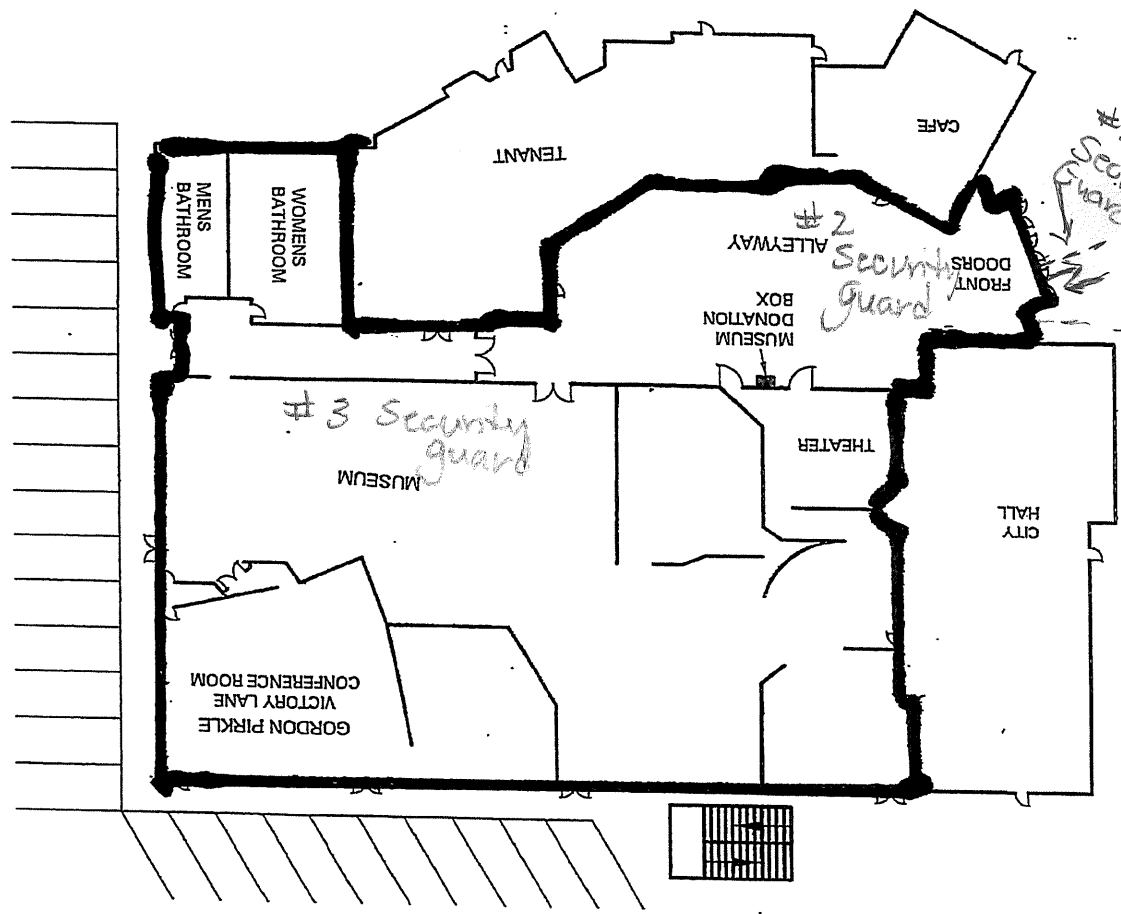 CAFE
TENANT
#
Guard
MENS
BATHROOM
WOMENS
BATHROOM
#2
Security
guard
ALLEYWAY
FRONT
DOORS
MUSEUM
DONATION
BOX
#3 Security
guard
THEATER
MUSEUM
CITY
HALL
GORDON PIRKLE
VICTORY LANE
CONFERENCE ROOM